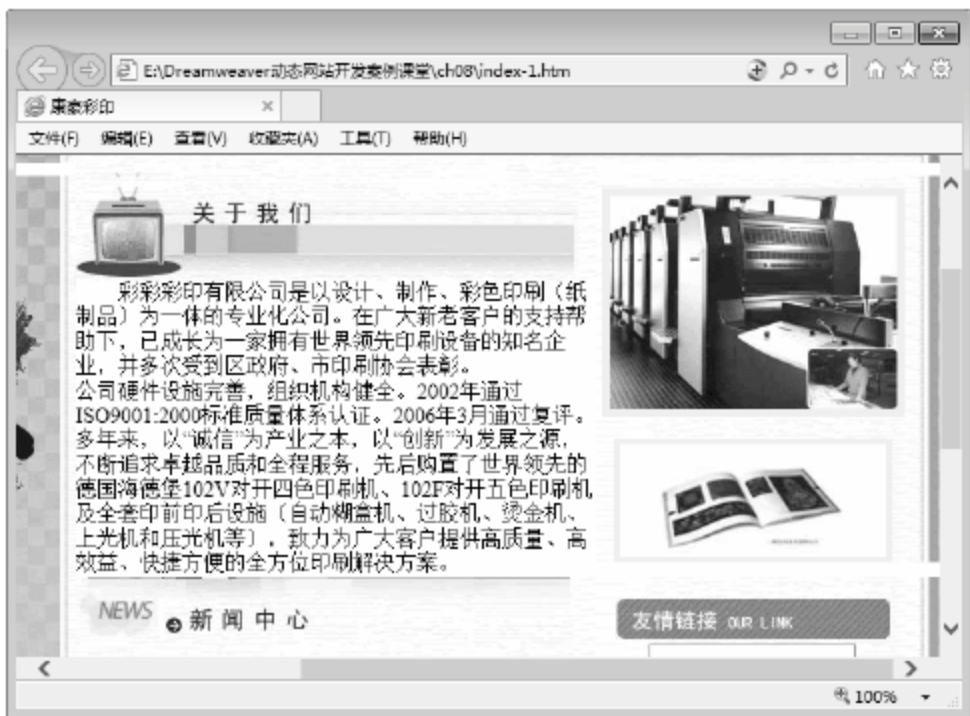 E:\Dreamweaver动态网站开发案例课堂\ch08\index-1.htm
康泰彩印
文件(F) 编辑(E) 查看(V) 收藏夹(A) 工具(T) 帮助(H)
关于我们
彩彩彩印有限公司是以设计、制作、彩色印刷（纸
制品）为一体的专业化公司。在广大新老客户的支持帮
助下，已成长为一家拥有世界领先印刷设备的知名企
业，并多次受到区政府、市印刷协会表彰。
公司硬件设施完善，组织机构健全。2002年通过
ISO9001:2000标准质量体系认证。2006年3月通过复评。
多年来，以“诚信”为产业之本，以“创新”为发展之源，
不断追求卓越品质和全程服务，先后购置了世界领先的
德国海德堡102V对开四色印刷机、102F对开五色印刷机
及全套印前印后设施（自动糊盒机、过胶机、烫金机、
上光机和压光机等），致力为广大客户提供高质量、高
效益、快捷方便的全方位印刷解决方案。
NEWS 新闻中心
友情链接 OUR LINK
100%